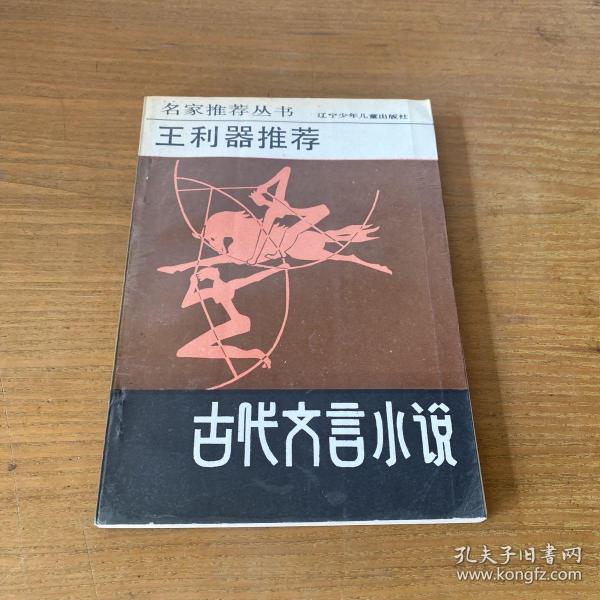 名家推荐丛书 辽宁少年儿童出版社
王利器推荐
古代文言小说
孔夫子旧书网
www.kongfz.com